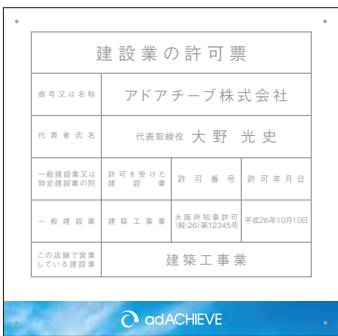 建設業の許可票
商号又は名称 アドアチーブ株式会社
代表者氏名 代表取締役 大野 光史
一般建設業又は
特定建設業の別
許可を受けた
建設業
許可番号
許可年月日
一般建設業
建築工事業
大阪府知事許可
(般-26)第12345号
平成26年10月10日
この店舗で営業
している建設業
建築工事業
adACHIEVE